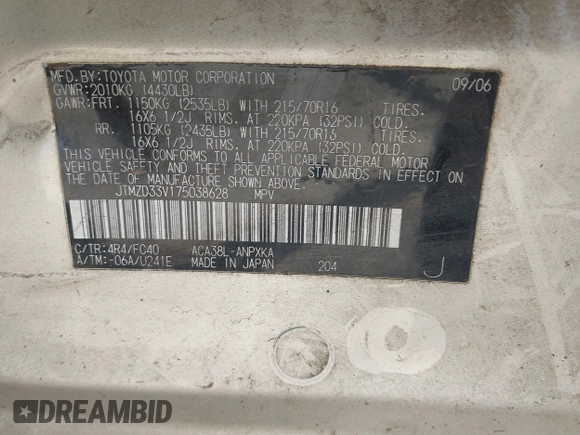 MFD.BY: TOYOTA MOTOR CORPORATION 09/06
GVWR: 2010KG (4430LB)
GAWR: FRT. 1150KG (2535LB) WITH 215/70R16 TIRES.
16X6 1/2J RIMS. AT 220KPA (32PSI) COLD.
RR. 1105KG (2435LB) WITH 215/70R16 TIRES.
16X6 1/2J RIMS. AT 220KPA (32PSI) COLD.
THIS VEHICLE CONFORMS TO ALL APPLICABLE FEDERAL MOTOR
VEHICLE SAFETY AND THEFT PREVENTION STANDARDS IN EFFECT ON
THE DATE OF MANUFACTURE SHOWN ABOVE.
JTMZD33V175038628 MPV
C/TR: 4R4/FC40 ACA38L-ANPXKA
A/TM: -06A/U241E MADE IN JAPAN 204 J
DREAMBID